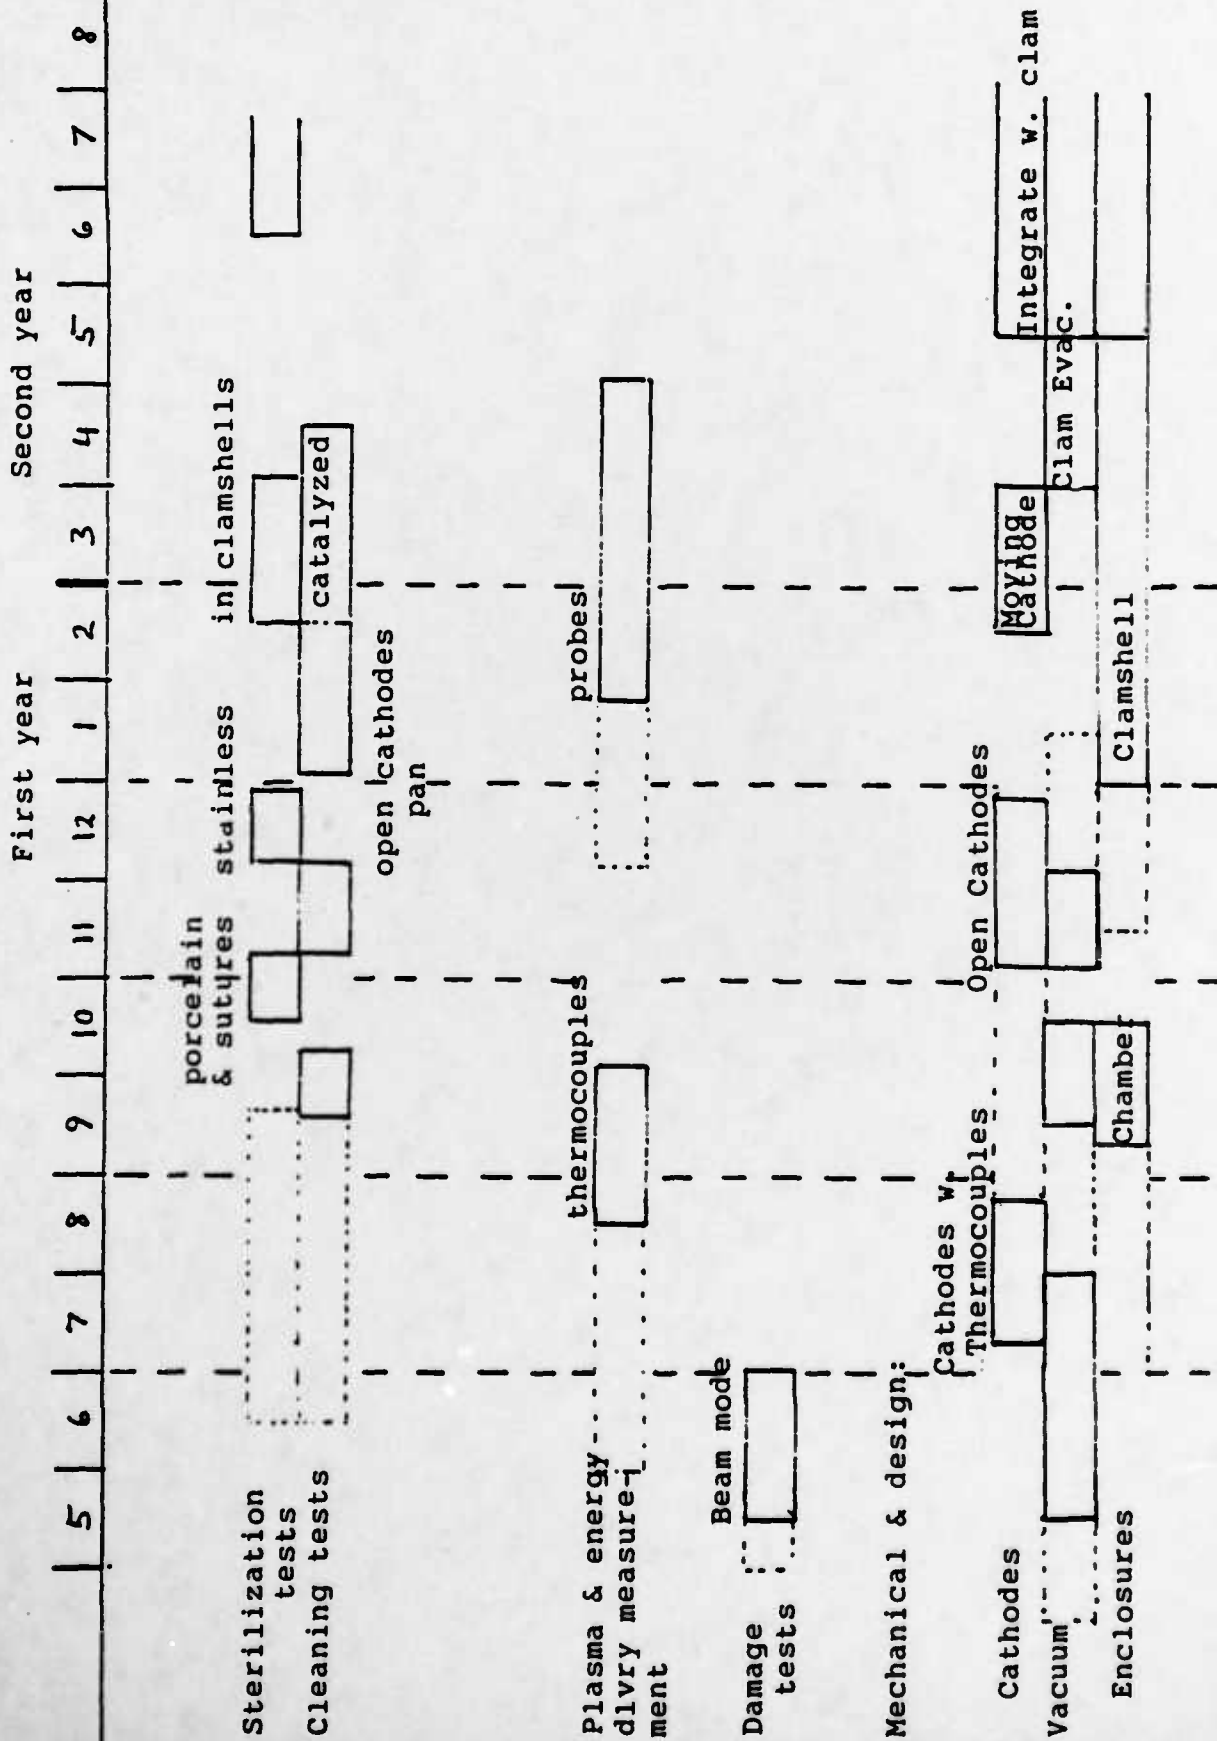 First year Second year
5 6 7 8 9 10 11 12 1 2 3 4 5 6 7 8
porcelain
& sutures stainless in clamshells
Sterilization
tests
Cleaning tests catalyzed
open cathodes
pan
thermocouples probes
Plasma & energy
dlvry measure-
ment
Beam mode
Damage
tests
Mechanical & design:
Cathodes w.
Thermocouples Open Cathodes Moving
Cathode
Cathodes Integrate w. clam
Vacuum Clam Evac.
Enclosures Chamber Clamshell